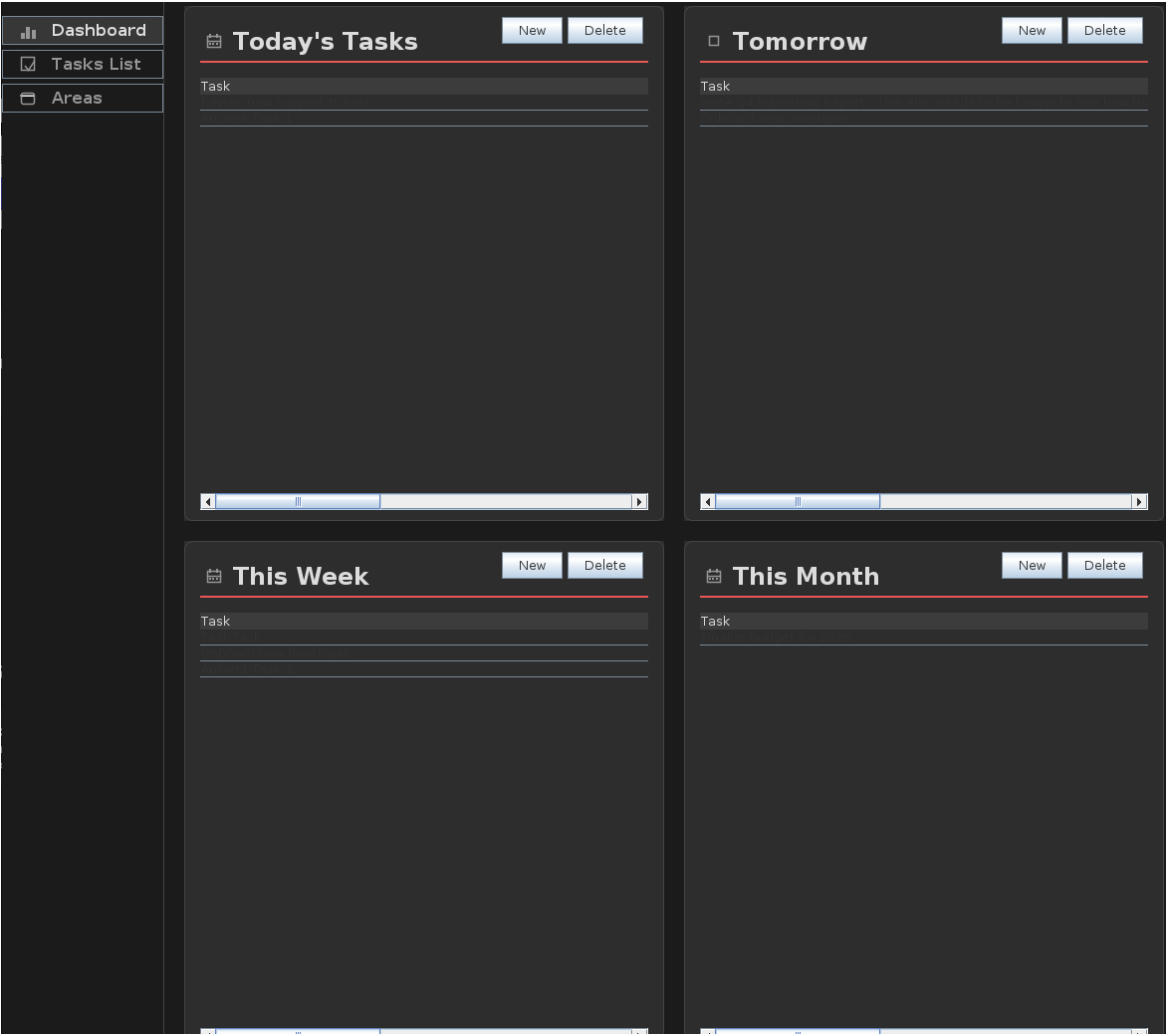 Dashboard
Tasks List
Areas
Today's Tasks
New
Delete
Task
Tomorrow
New
Delete
Task
This Week
New
Delete
Task
This Month
New
Delete
Task